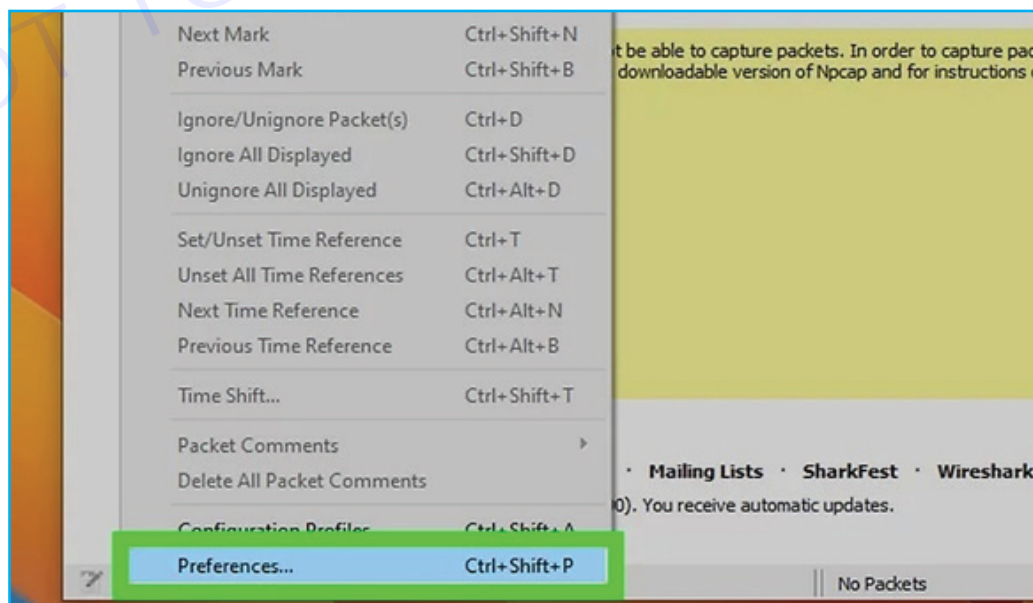 Next Mark Ctrl+Shift+N
Previous Mark Ctrl+Shift+B
Ignore/Unignore Packet(s) Ctrl+D
Ignore All Displayed Ctrl+Shift+D
Unignore All Displayed Ctrl+Alt+D
Set/Unset Time Reference Ctrl+T
Unset All Time References Ctrl+Alt+T
Next Time Reference Ctrl+Alt+N
Previous Time Reference Ctrl+Alt+B
Time Shift... Ctrl+Shift+T
Packet Comments
Delete All Packet Comments
Configuration Profiles Ctrl+Shift+A
Preferences... Ctrl+Shift+P
be able to capture packets. In order to capture
downloadable version of Npcap and for instructions
· Mailing Lists · SharkFest · Wireshark
). You receive automatic updates.
No Packets